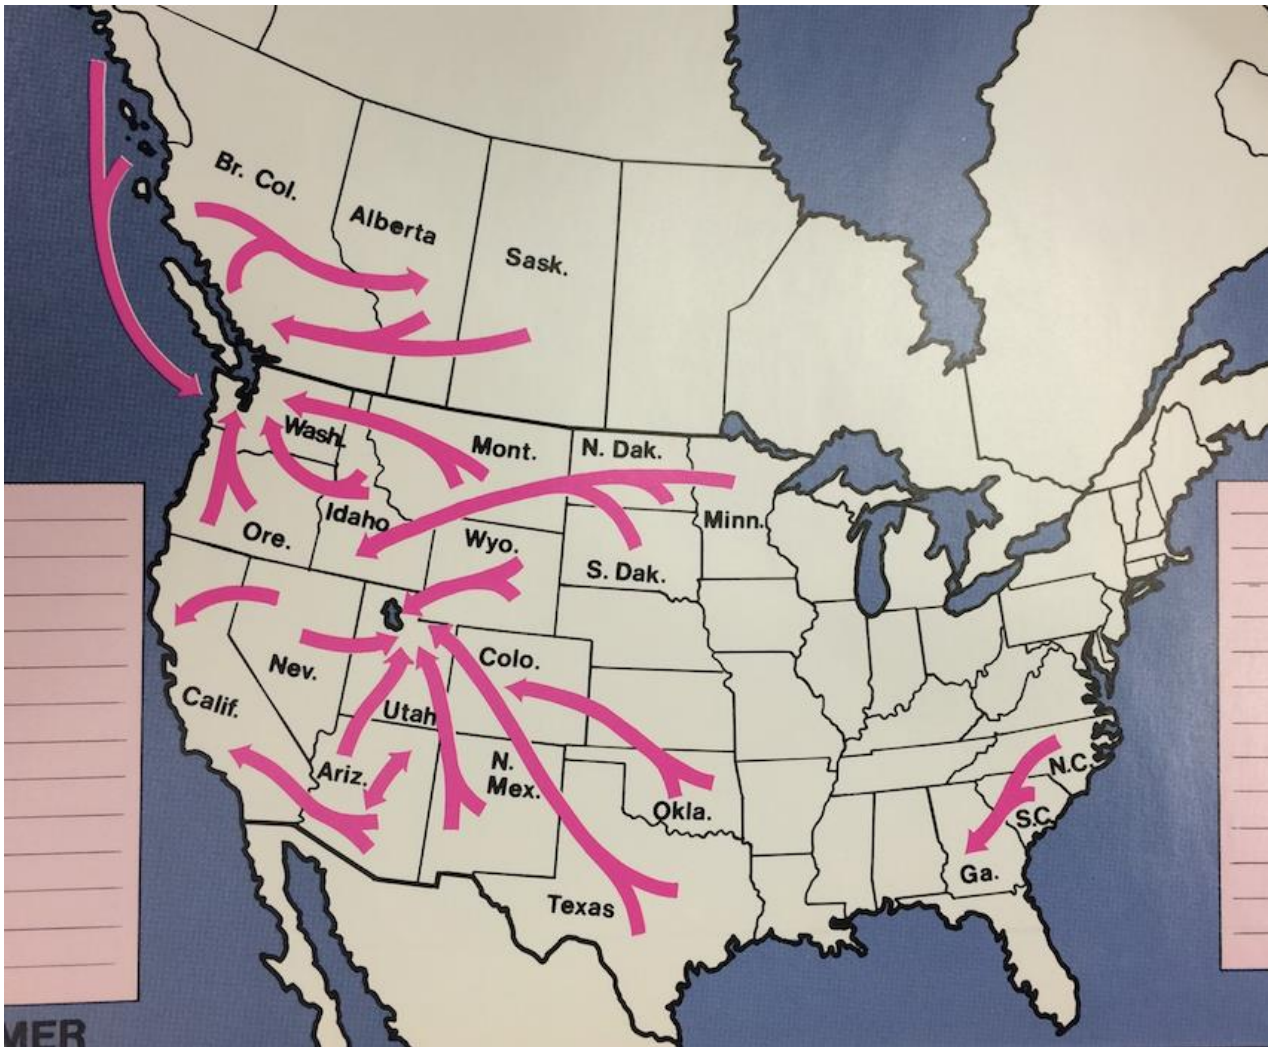 Br. Col.
Alberta
Sask.
Wash.
Mont.
N. Dak.
Minn.
Ore.
Idaho
Wyo.
S. Dak.
Nev.
Colo.
Calif.
Utah
Ariz.
N.
Mex.
Okla.
N.C.
S.C.
Ga.
Texas
MER